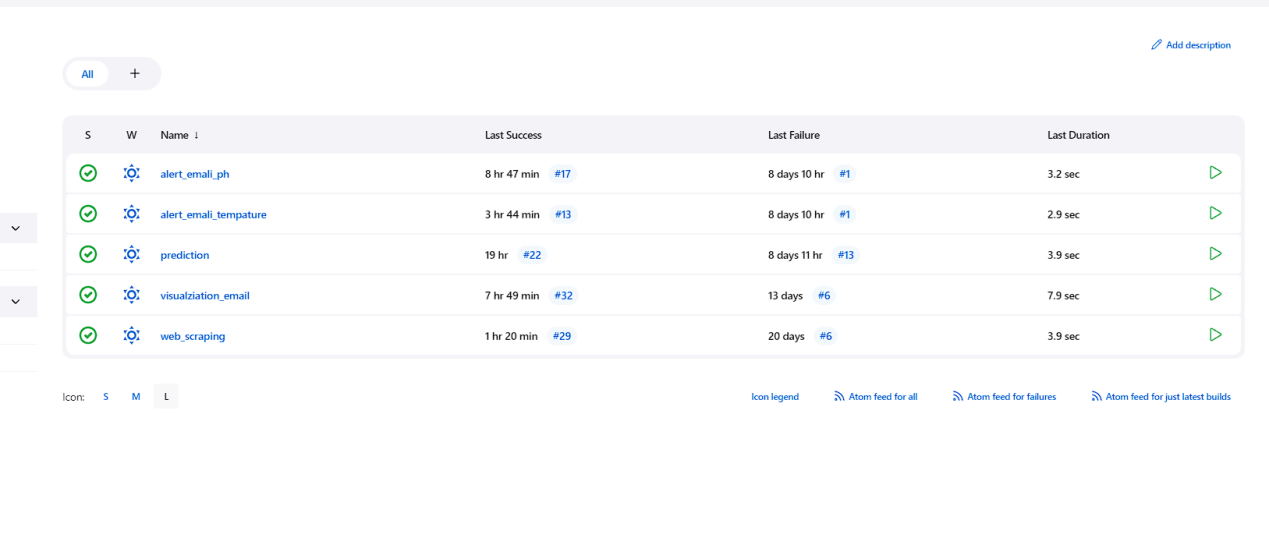 Add description
All +
S W Name ↓ Last Success Last Failure Last Duration
alert_emali_ph 8 hr 47 min #17 8 days 10 hr #1 3.2 sec
alert_emali_tempature 3 hr 44 min #13 8 days 10 hr #1 2.9 sec
prediction 19 hr #22 8 days 11 hr #13 3.9 sec
visualziation_email 7 hr 49 min #32 13 days #6 7.9 sec
web_scraping 1 hr 20 min #29 20 days #6 3.9 sec
Icon: S M L Icon legend Atom feed for all Atom feed for failures Atom feed for just latest builds